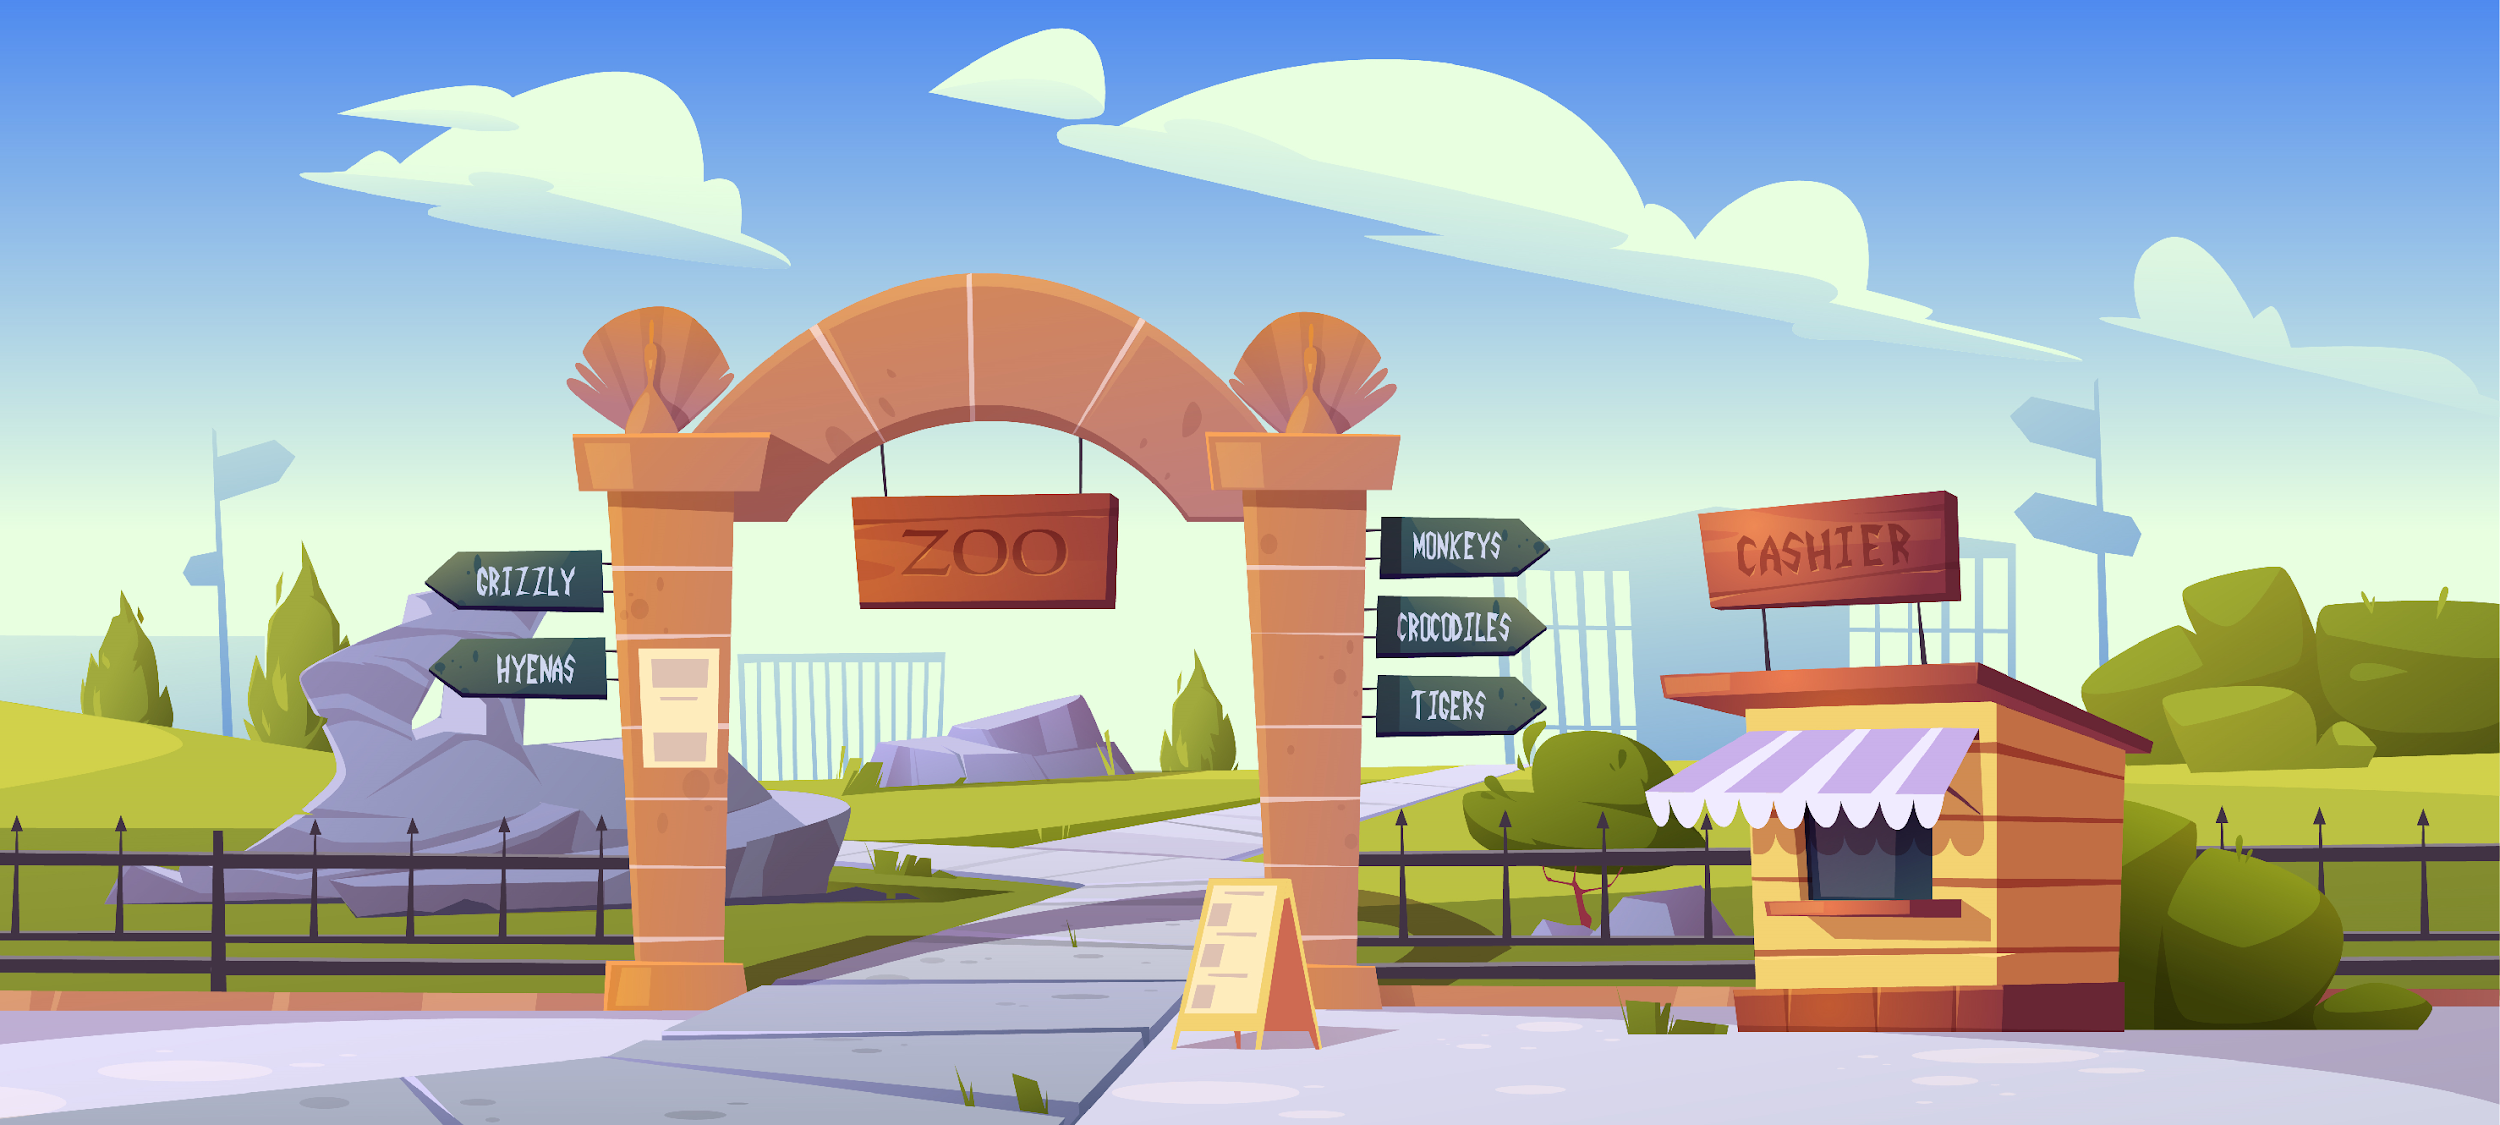 ZOO
GRIZZLY
HYENAS
MONKEYS
CROCODILES
TIGERS
CASHIER